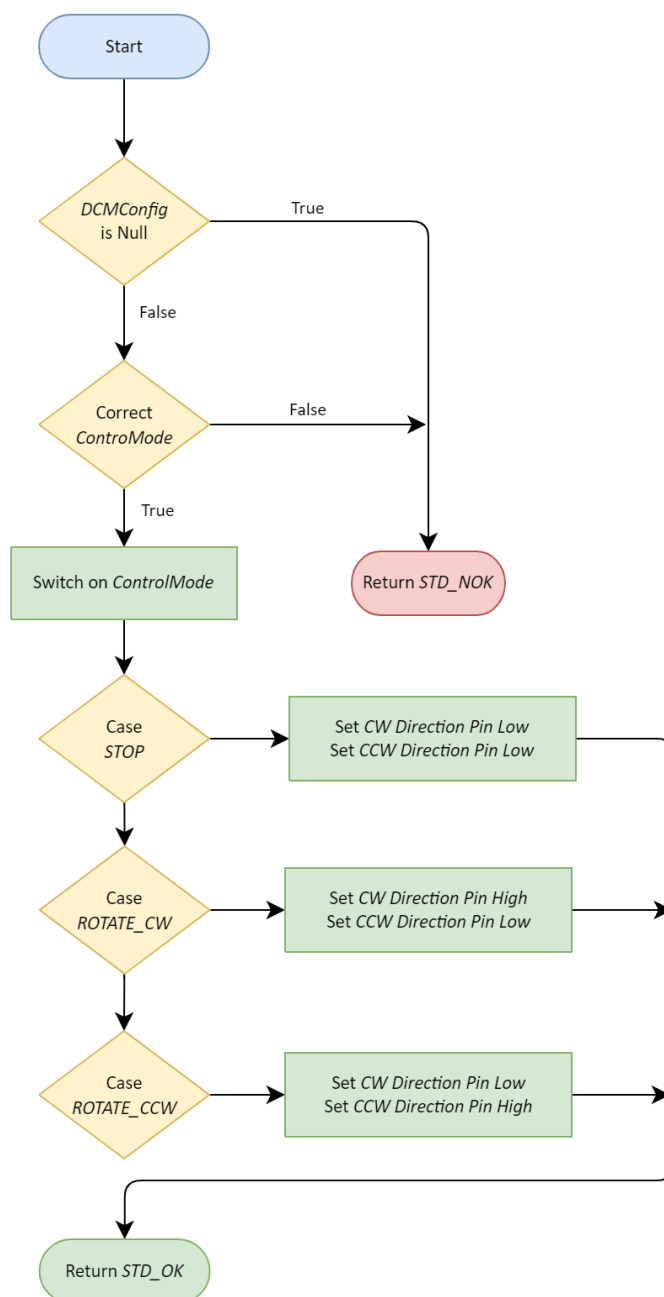 Start
DCMConfig
is Null
True
False
Correct
ControMode
False
True
Switch on ControlMode
Return STD_NOK
Case
STOP
Set CW Direction Pin Low
Set CCW Direction Pin Low
Case
ROTATE_CW
Set CW Direction Pin High
Set CCW Direction Pin Low
Case
ROTATE_CCW
Set CW Direction Pin Low
Set CCW Direction Pin High
Return STD_OK